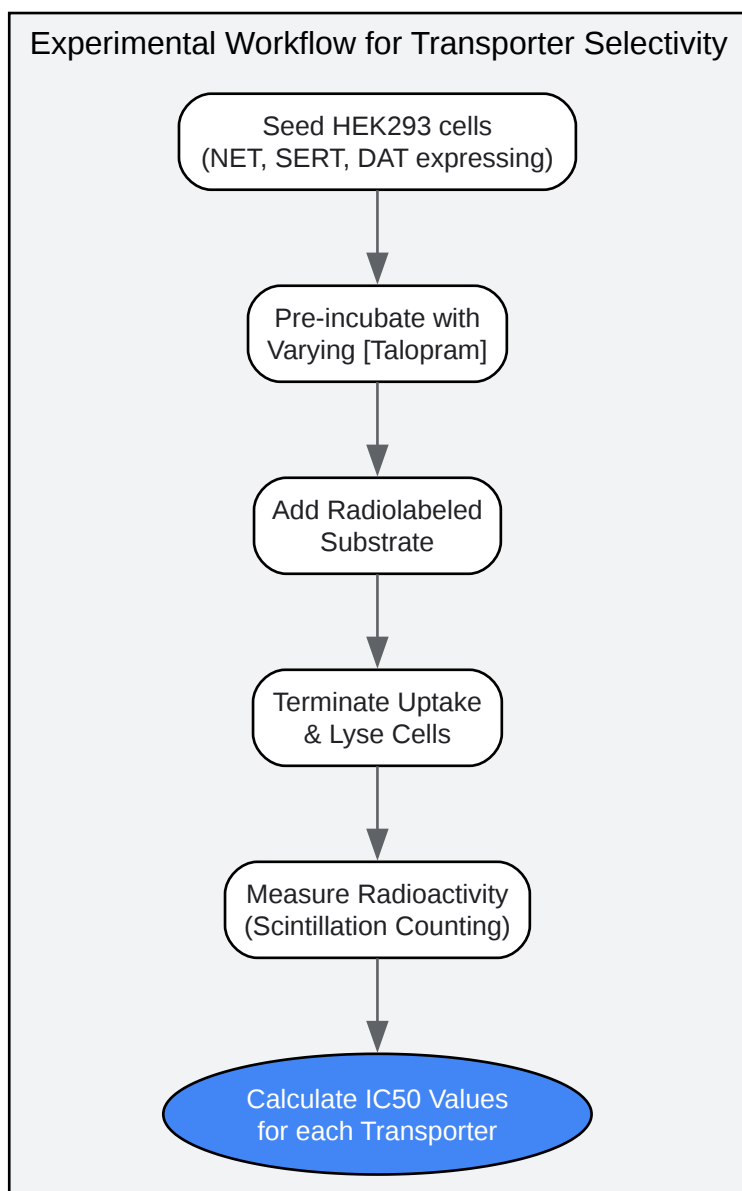 Experimental Workflow for Transporter Selectivity
Seed HEK293 cells
(NET, SERT, DAT expressing)
Pre-incubate with
Varying [Talopram]
Add Radiolabeled
Substrate
Terminate Uptake
& Lyse Cells
Measure Radioactivity
(Scintillation Counting)
Calculate IC50 Values
for each Transporter